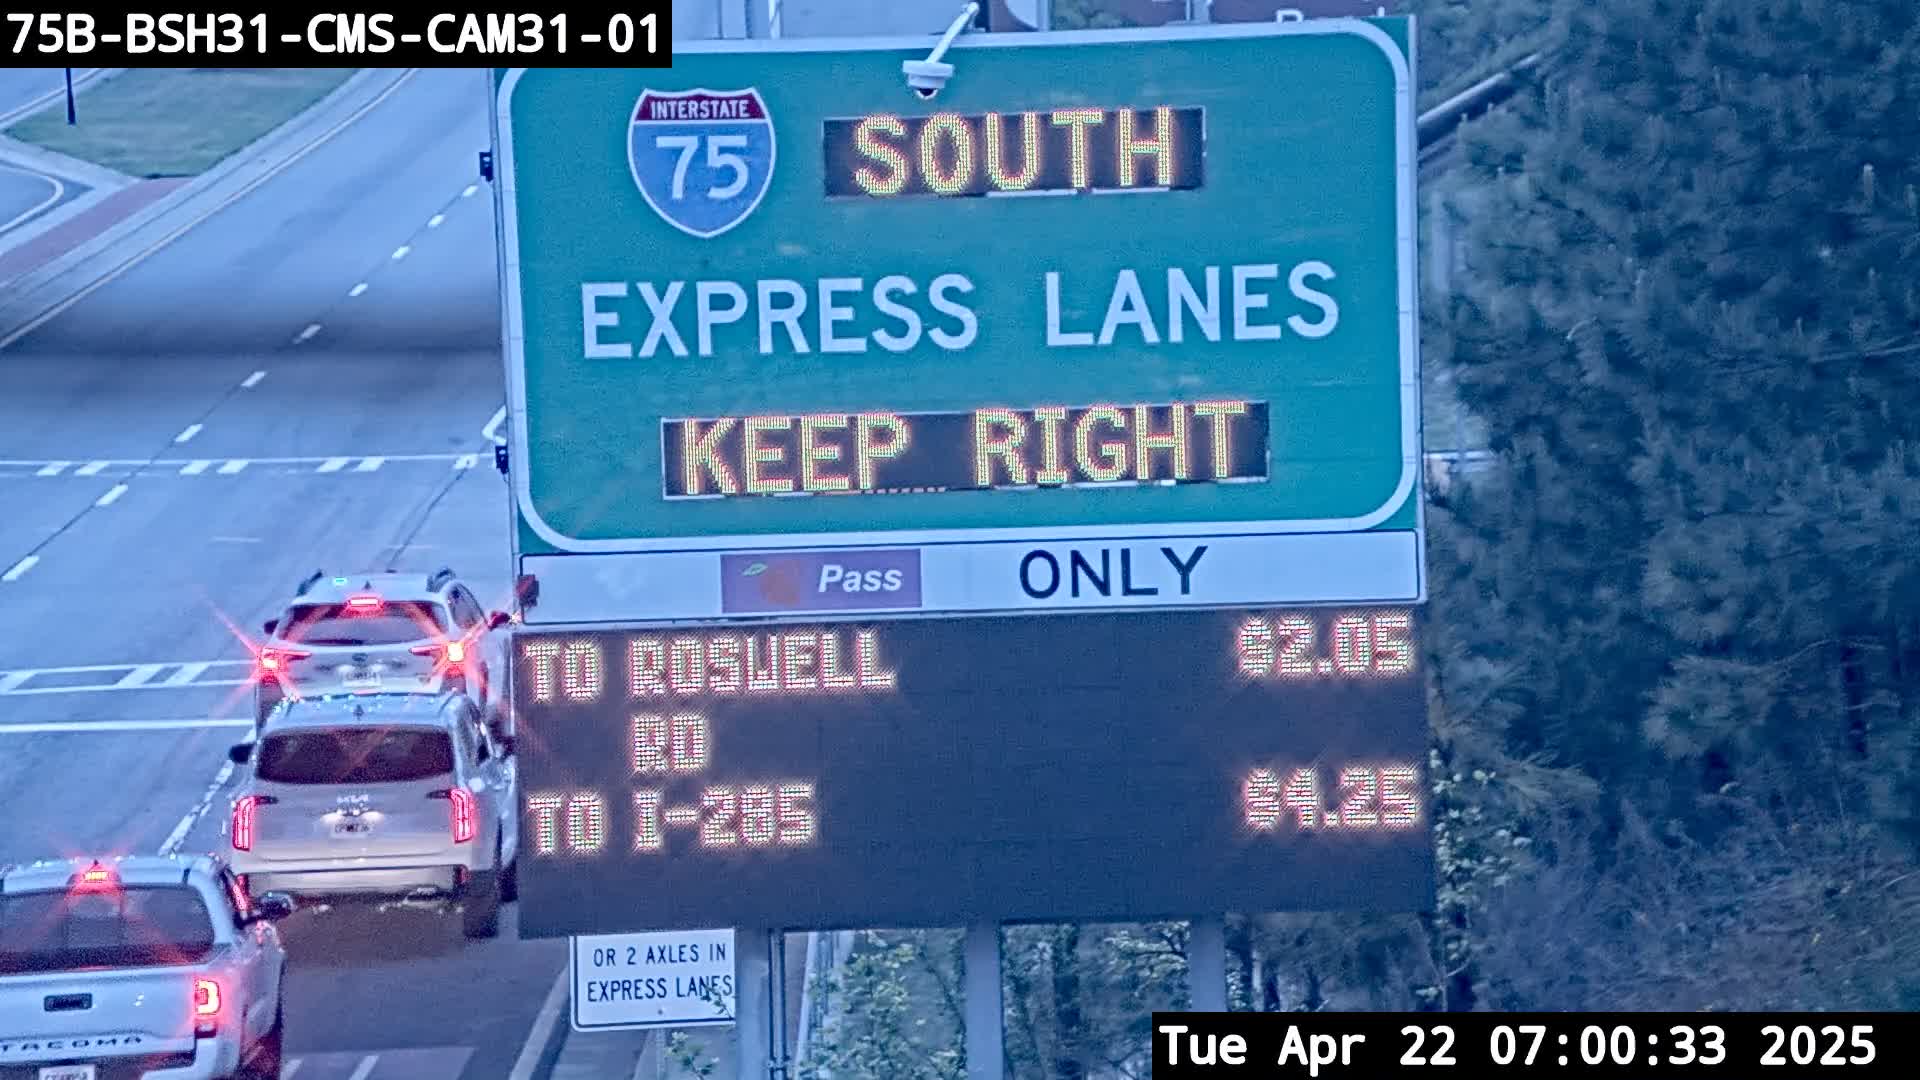 75B-BSH31-CMS-CAM31-01
INTERSTATE
75
SOUTH
EXPRESS LANES
KEEP RIGHT
Pass ONLY
TO ROSWELL $2.05
RD
TO I-285 $4.25
OR 2 AXLES IN
EXPRESS LANES
KIA
TACOMA
Tue Apr 22 07:00:33 2025